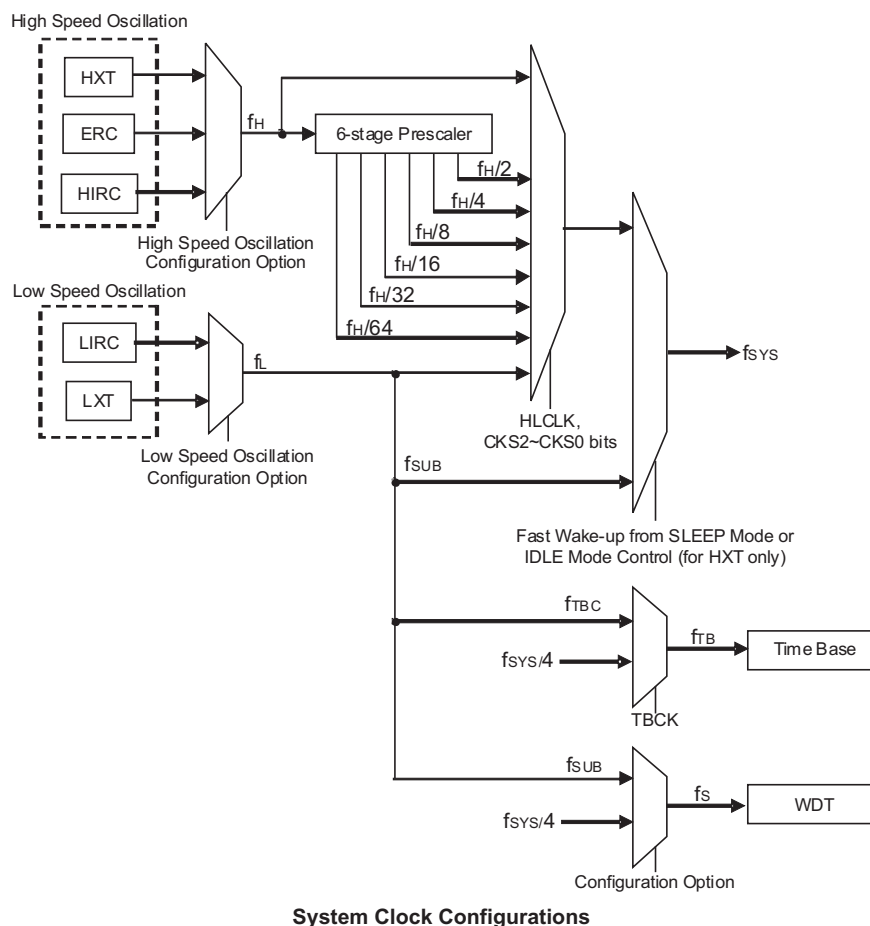 High Speed Oscillation
HXT
ERC
HIRC
fH
6-stage Prescaler
fH/2
fH/4
fH/8
fH/16
fH/32
fH/64
High Speed Oscillation
Configuration Option
Low Speed Oscillation
LIRC
LXT
fL
Low Speed Oscillation
Configuration Option
HLCLK,
CKS2~CKS0 bits
fSYS
fSUB
Fast Wake-up from SLEEP Mode or
IDLE Mode Control (for HXT only)
fTBC
fSYS/4
fTB
Time Base
TBCK
fSUB
fSYS/4
fS
WDT
Configuration Option
System Clock Configurations